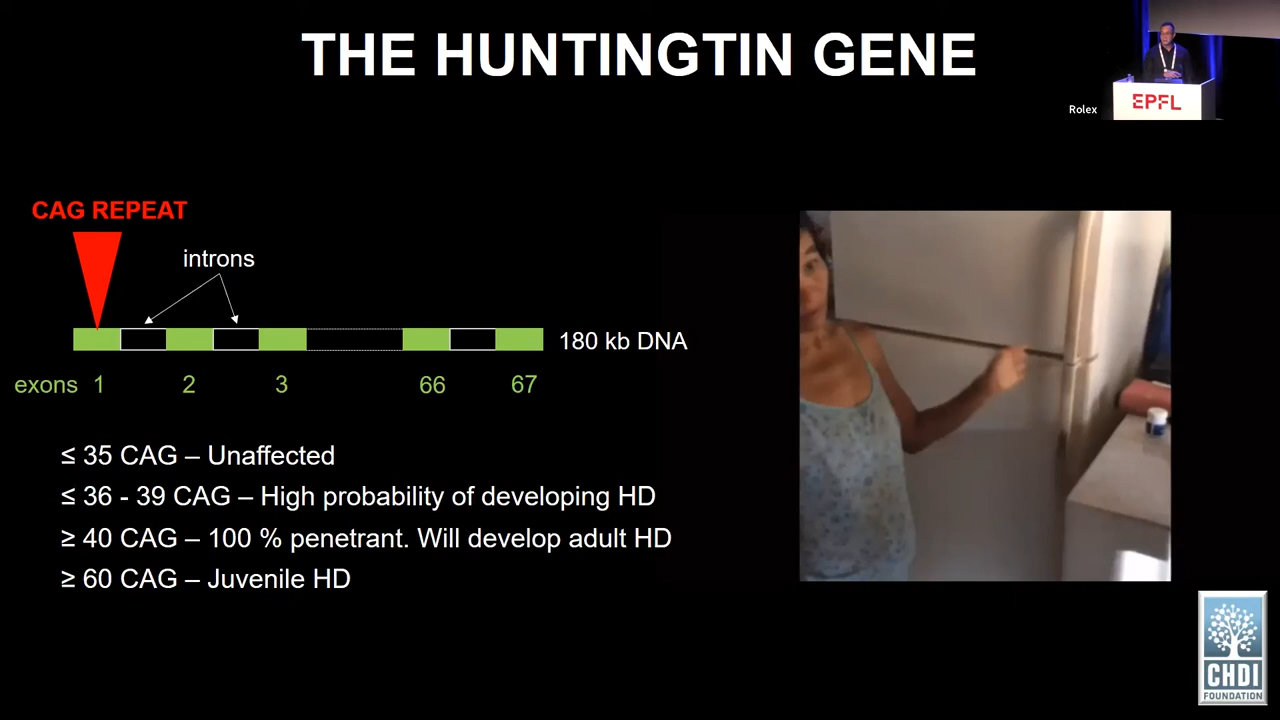 THE HUNTINGTIN GENE
Rolex
EPFL
CAG REPEAT
introns
180 kb DNA
exons 1 2 3 66 67
≤ 35 CAG – Unaffected
≤ 36 - 39 CAG – High probability of developing HD
≥ 40 CAG – 100 % penetrant. Will develop adult HD
≥ 60 CAG – Juvenile HD
CHDI
FOUNDATION